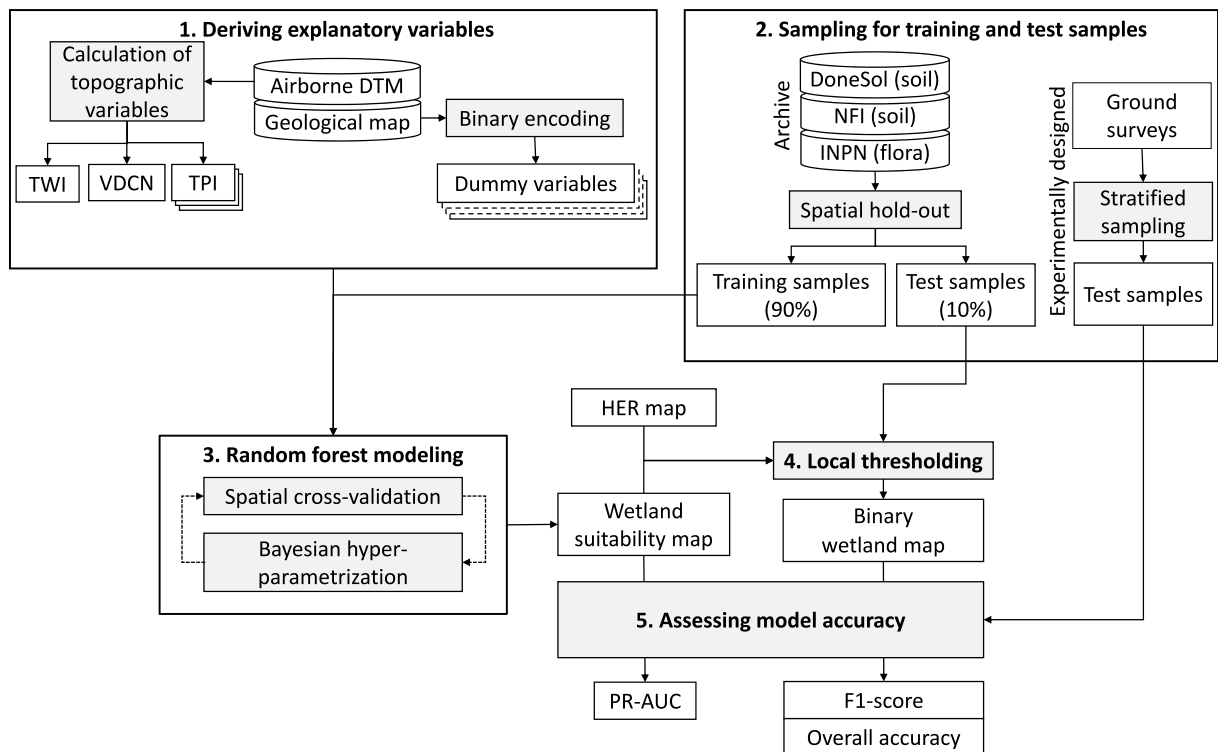 1. Deriving explanatory variables
Calculation of
topographic
variables
Airborne DTM
Geological map
Binary encoding
TWI
VDCN
TPI
Dummy variables
2. Sampling for training and test samples
Archive
DoneSol (soil)
NFI (soil)
INPN (flora)
Spatial hold-out
Training samples
(90%)
Test samples
(10%)
Experimentally designed
Ground
surveys
Stratified
sampling
Test samples
HER map
3. Random forest modeling
Spatial cross-validation
Bayesian hyper-
parametrization
Wetland
suitability map
4. Local thresholding
Binary
wetland map
5. Assessing model accuracy
PR-AUC
F1-score
Overall accuracy